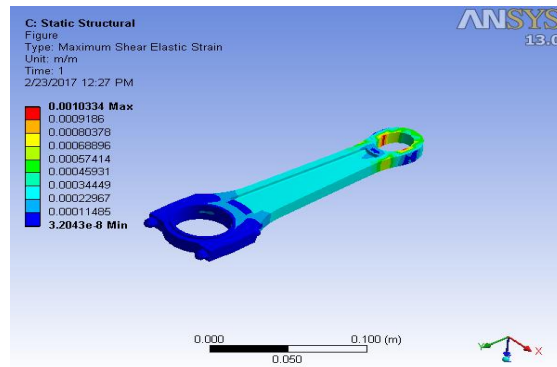 C: Static Structural
Figure
Type: Maximum Shear Elastic Strain
Unit: m/m
Time: 1
2/23/2017 12:27 PM
0.0010334 Max
0.0009186
0.00080378
0.00068896
0.00057414
0.00045931
0.00034449
0.00022967
0.00011485
3.2043e-8 Min
ANSYS
13.0
0.000
0.100 (m)
0.050
Y
X